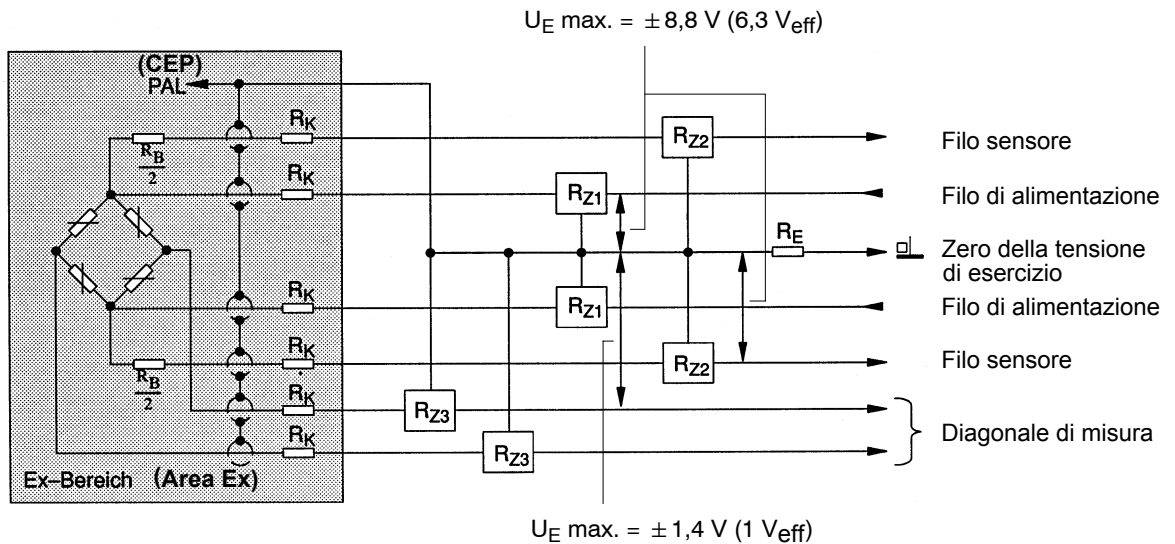 U_E max. = ± 8,8 V (6,3 V_eff)
(CEP)
PAL
R_K
R_B
2
R_Z2
Filo sensore
R_K
R_Z1
Filo di alimentazione
R_E
Zero della tensione
di esercizio
R_K
R_Z1
Filo di alimentazione
R_K
R_B
2
R_Z2
Filo sensore
R_K
R_Z3
R_K
R_Z3
Diagonale di misura
Ex–Bereich (Area Ex)
U_E max. = ± 1,4 V (1 V_eff)